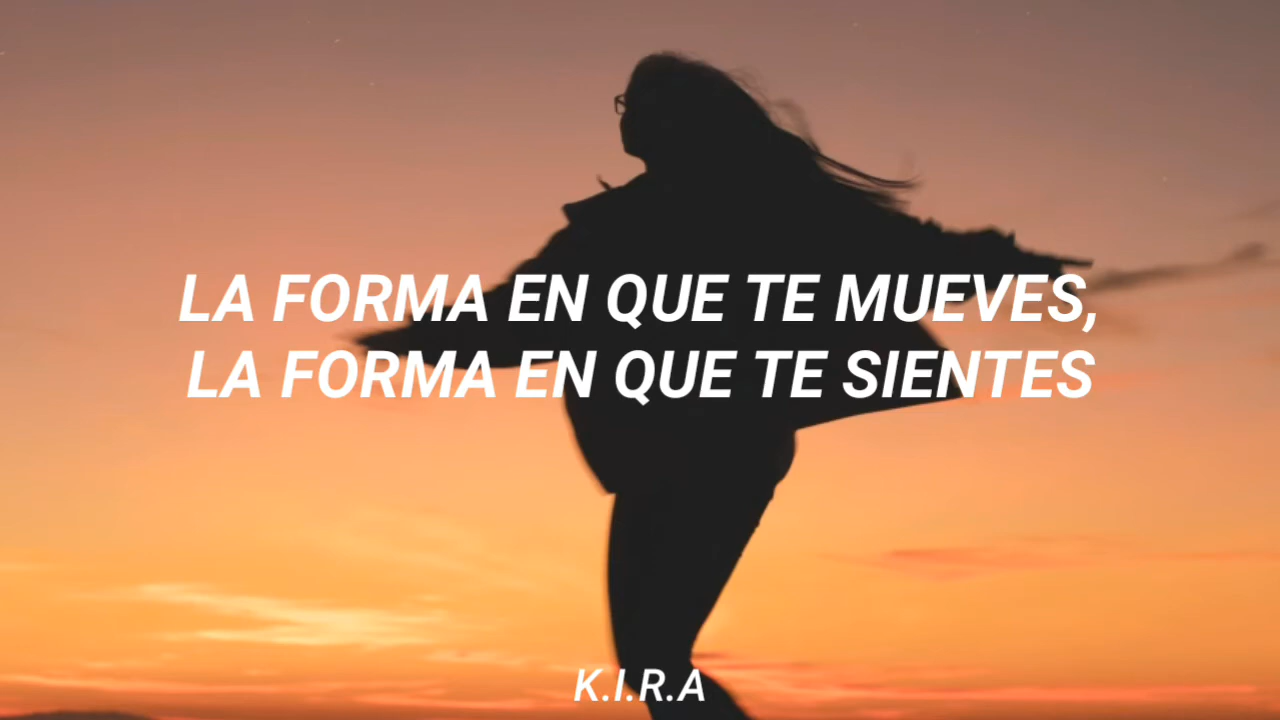 LA FORMA EN QUE TE MUEVES,
LA FORMA EN QUE TE SIENTES
K.I.R.A